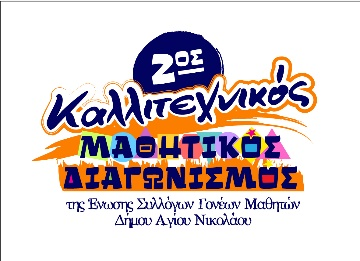 2ος
Καλλιτεχνικός
ΜΑΘΗΤΙΚΟΣ
ΔΙΑΓΩΝΙΣΜΟΣ
της Ένωσης Συλλόγων Γονέων Μαθητών
Δήμου Αγίου Νικολάου